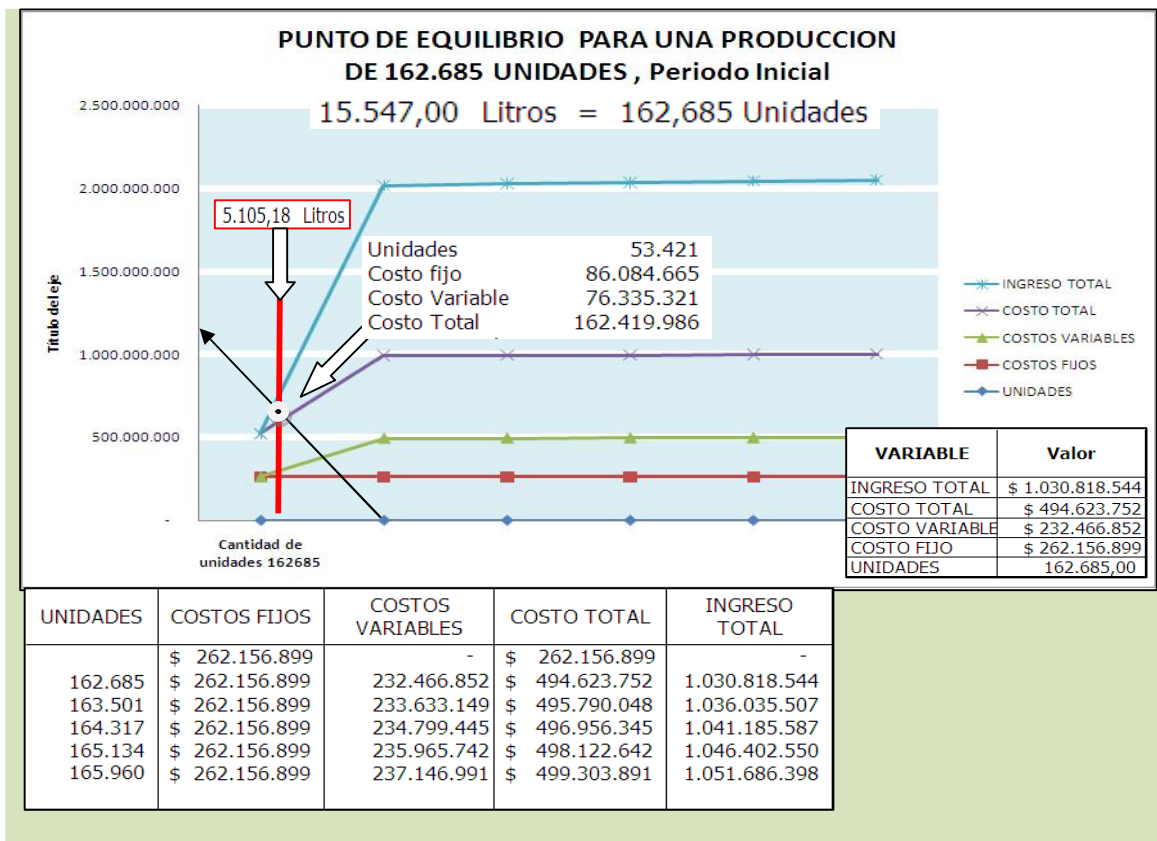 PUNTO DE EQUILIBRIO PARA UNA PRODUCCION
DE 162.685 UNIDADES , Periodo Inicial
15.547,00 Litros = 162,685 Unidades
2.500.000.000
2.000.000.000
1.500.000.000
1.000.000.000
500.000.000
-
Título del eje
5.105,18 Litros
Unidades 53.421
Costo fijo 86.084.665
Costo Variable 76.335.321
Costo Total 162.419.986
Cantidad de
unidades 162685
INGRESO TOTAL
COSTO TOTAL
COSTOS VARIABLES
COSTOS FIJOS
UNIDADES
VARIABLE Valor
INGRESO TOTAL $ 1.030.818.544
COSTO TOTAL $ 494.623.752
COSTO VARIABLE $ 232.466.852
COSTO FIJO $ 262.156.899
UNIDADES 162.685,00
UNIDADES COSTOS FIJOS COSTOS VARIABLES COSTO TOTAL INGRESO TOTAL
$ 262.156.899 - $ 262.156.899 -
162.685 $ 262.156.899 232.466.852 $ 494.623.752 1.030.818.544
163.501 $ 262.156.899 233.633.149 $ 495.790.048 1.036.035.507
164.317 $ 262.156.899 234.799.445 $ 496.956.345 1.041.185.587
165.134 $ 262.156.899 235.965.742 $ 498.122.642 1.046.402.550
165.960 $ 262.156.899 237.146.991 $ 499.303.891 1.051.686.398